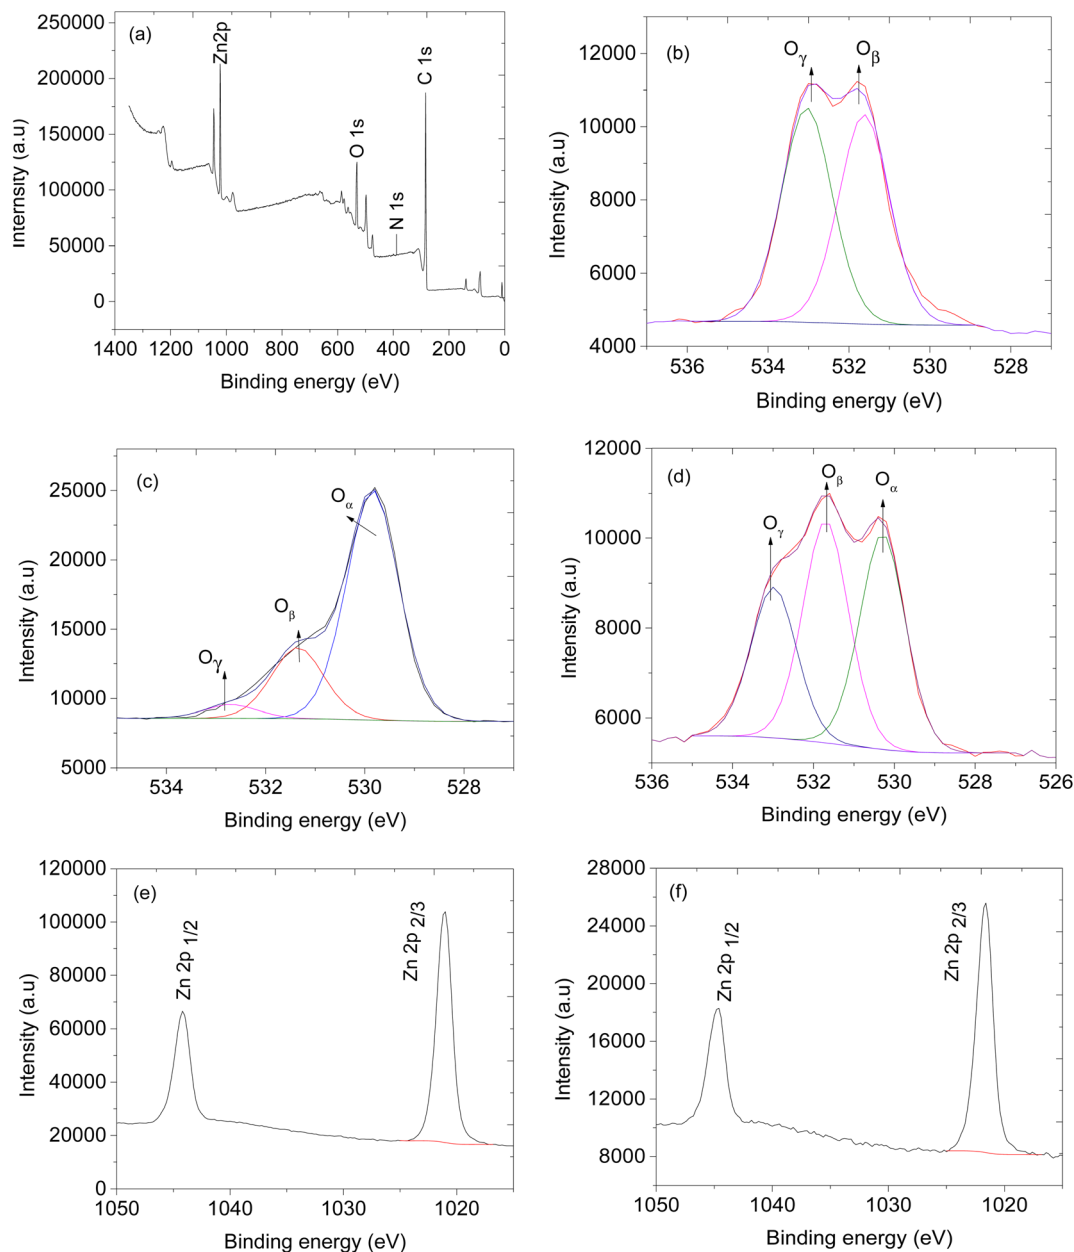 (a)
Zn2p
O 1s
N 1s
C 1s
250000
200000
150000
100000
50000
0
Internsity (a.u)
1400 1200 1000 800 600 400 200 0
Binding energy (eV)
(b)
Oγ
Oβ
12000
10000
8000
6000
4000
Intensity (a.u)
536 534 532 530 528
Binding energy (eV)
(c)
Oα
Oβ
Oγ
25000
20000
15000
10000
5000
Intensity (a.u)
534 532 530 528
Binding energy (eV)
(d)
Oγ
Oβ
Oα
12000
10000
8000
6000
Intensity (a.u)
536 534 532 530 528 526
Binding energy (eV)
(e)
Zn 2p 1/2
Zn 2p 2/3
120000
100000
80000
60000
40000
20000
0
Intensity (a.u)
1050 1040 1030 1020
Binding energy (eV)
(f)
Zn 2p 1/2
Zn 2p 2/3
28000
24000
20000
16000
12000
8000
Intensity (a.u)
1050 1040 1030 1020
Binding energy (eV)